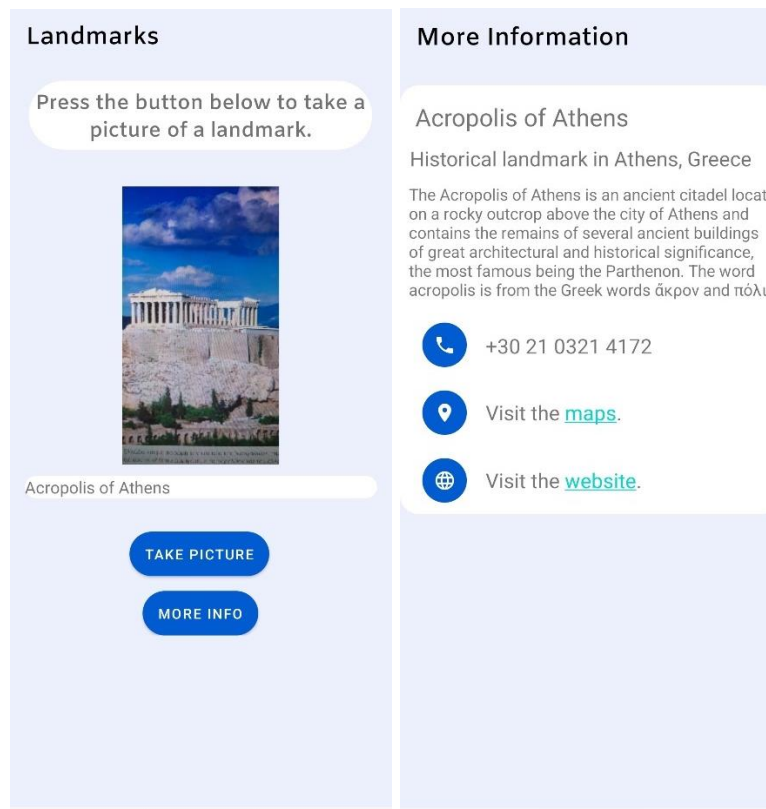 Landmarks
Press the button below to take a
picture of a landmark.
Acropolis of Athens
TAKE PICTURE
MORE INFO
More Information
Acropolis of Athens
Historical landmark in Athens, Greece
The Acropolis of Athens is an ancient citadel locat
on a rocky outcrop above the city of Athens and
contains the remains of several ancient buildings
of great architectural and historical significance,
the most famous being the Parthenon. The word
acropolis is from the Greek words ἄκρον and πόλι
+30 21 0321 4172
Visit the maps.
Visit the website.